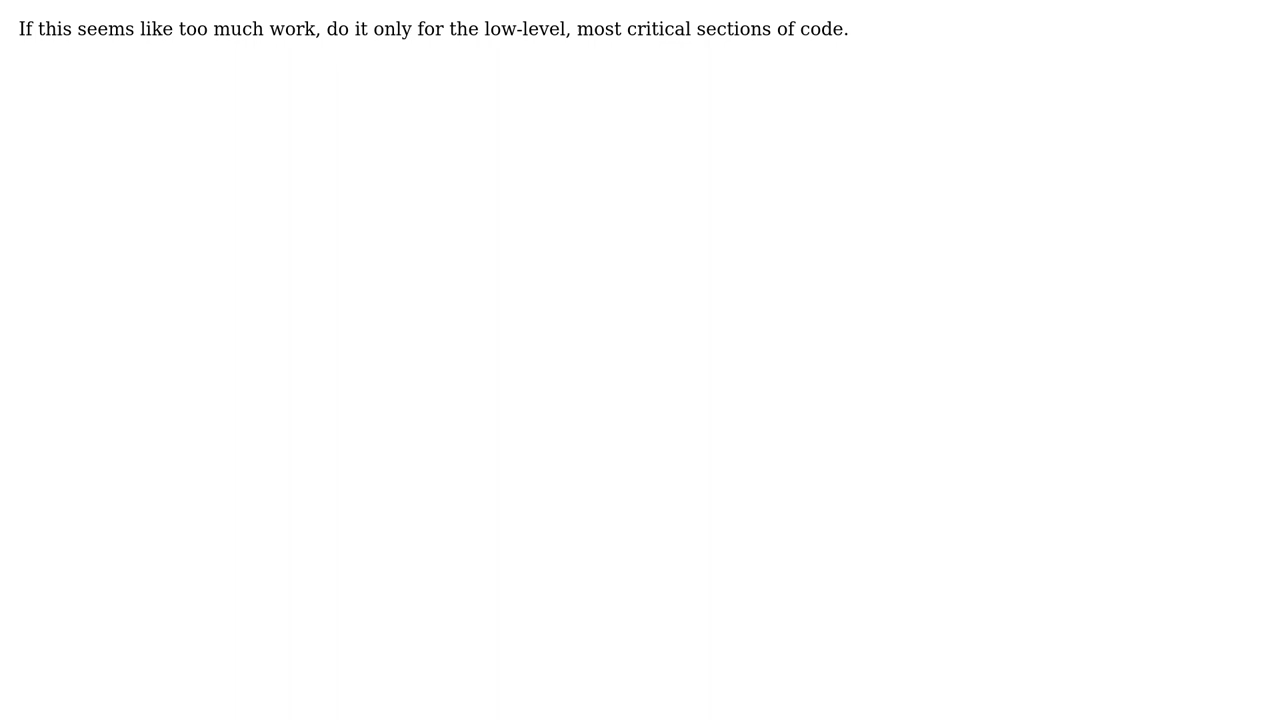 If this seems like too much work, do it only for the low-level, most critical sections of code.